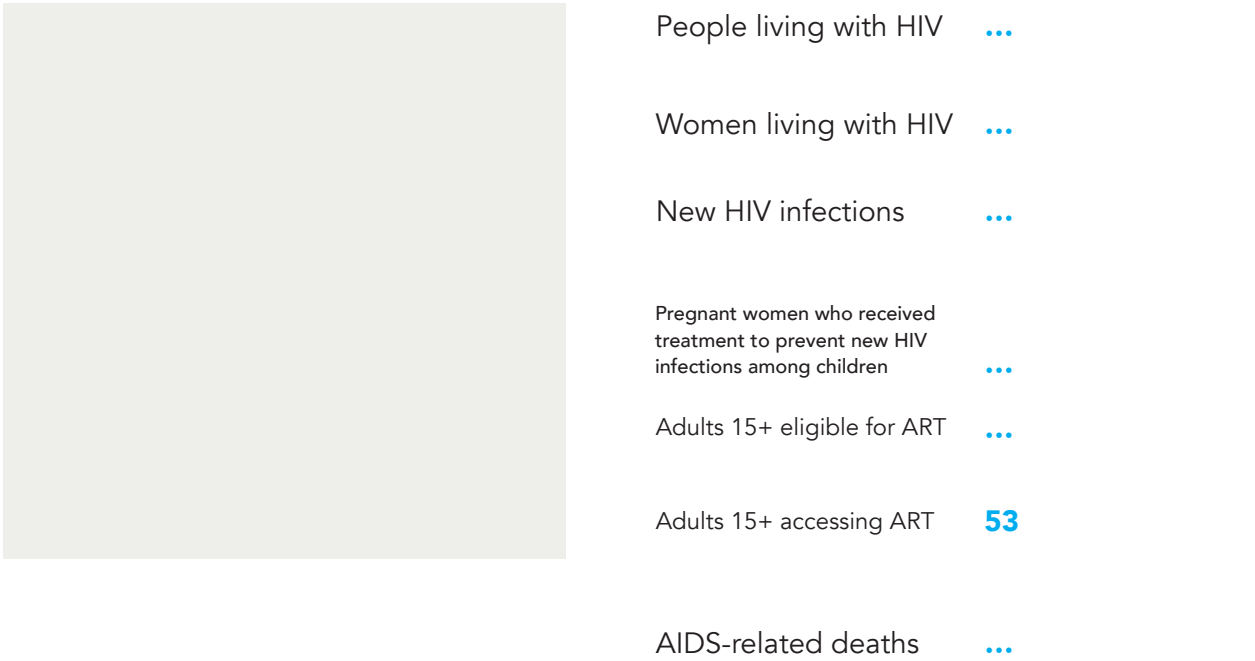 People living with HIV ...
Women living with HIV ...
New HIV infections ...
Pregnant women who received
treatment to prevent new HIV
infections among children ...
Adults 15+ eligible for ART ...
Adults 15+ accessing ART 53
AIDS-related deaths ...